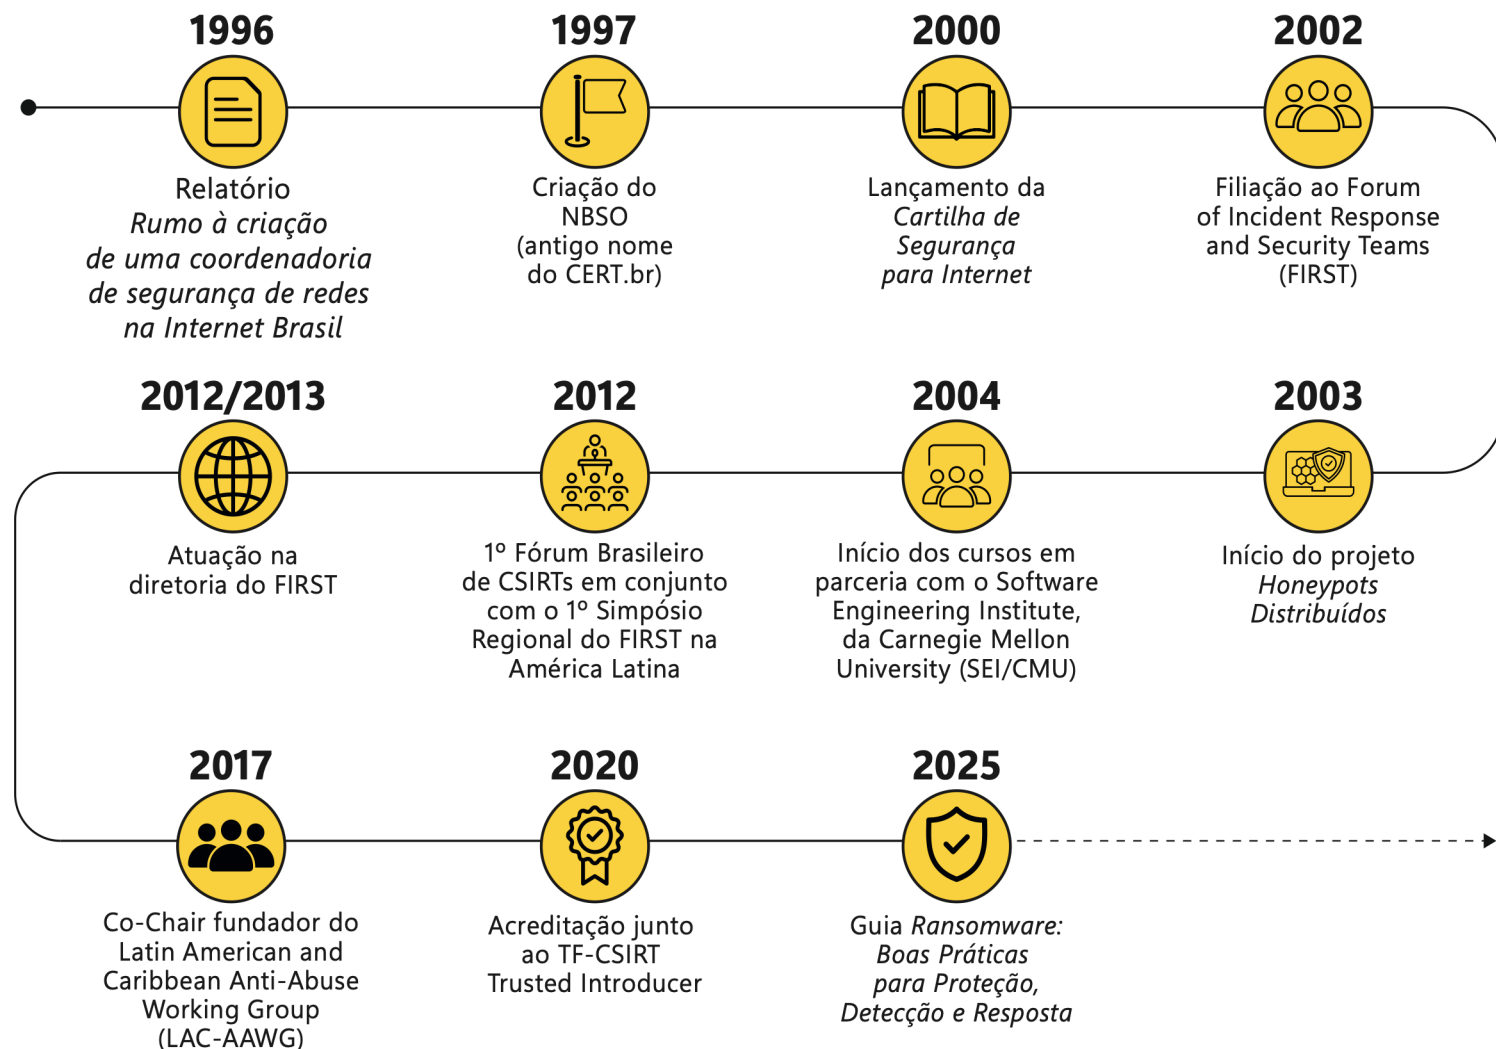 1996
Relatório
Rumo à criação
de uma coordenadoria
de segurança de redes
na Internet Brasil
1997
Criação do
NBSO
(antigo nome
do CERT.br)
2000
Lançamento da
Cartilha de
Segurança
para Internet
2002
Filiação ao Forum
of Incident Response
and Security Teams
(FIRST)
2003
Início do projeto
Honeypots
Distribuídos
2004
Início dos cursos em
parceria com o Software
Engineering Institute,
da Carnegie Mellon
University (SEI/CMU)
2012
1º Fórum Brasileiro
de CSIRTs em conjunto
com o 1º Simpósio
Regional do FIRST na
América Latina
2012/2013
Atuação na
diretoria do FIRST
2017
Co-Chair fundador do
Latin American and
Caribbean Anti-Abuse
Working Group
(LAC-AAWG)
2020
Acreditação junto
ao TF-CSIRT
Trusted Introducer
2025
Guia Ransomware:
Boas Práticas
para Proteção,
Detecção e Resposta